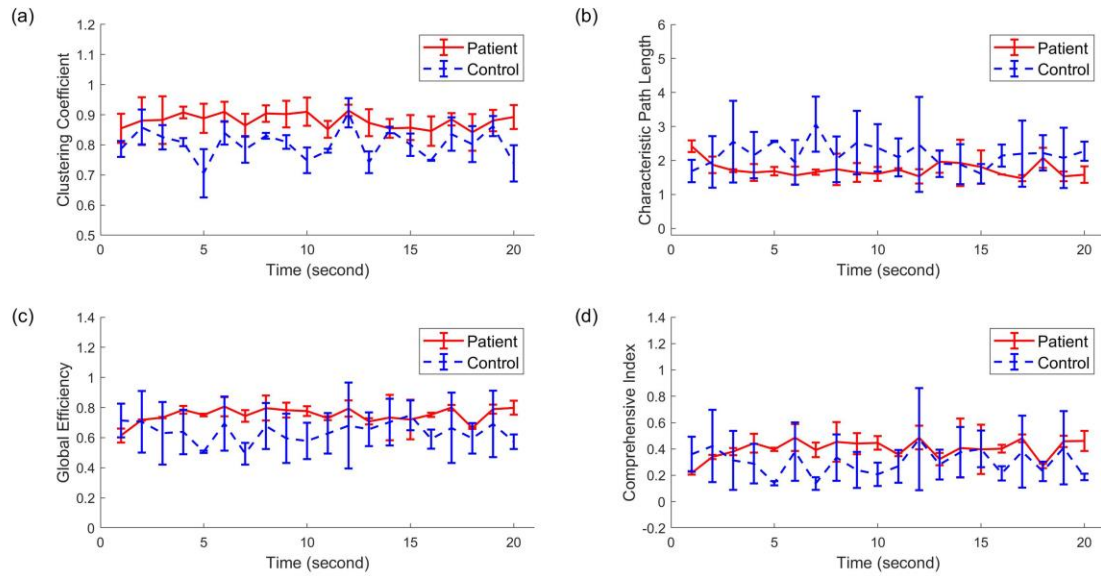 (a)
1.2
1.1
1
0.9
0.8
0.7
0.6
0.5
Clustering Coefficient
0 5 10 15 20
Time (second)
Patient
Control
(b)
6
5
4
3
2
1
0
Characteristic Path Length
0 5 10 15 20
Time (second)
Patient
Control
(c)
1.4
1.2
1
0.8
0.6
0.4
0.2
0
Global Efficiency
0 5 10 15 20
Time (second)
Patient
Control
(d)
1.4
1.2
1
0.8
0.6
0.4
0.2
0
-0.2
Comprehensive Index
0 5 10 15 20
Time (second)
Patient
Control